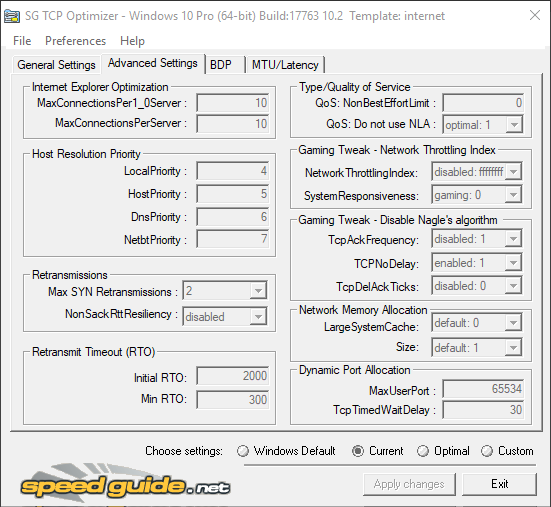 SG TCP Optimizer - Windows 10 Pro (64-bit) Build:17763 10.2 Template: internet
File Preferences Help
General Settings Advanced Settings BDP MTU/Latency
Internet Explorer Optimization
MaxConnectionsPer1_0Server : 10
MaxConnectionsPerServer : 10
Host Resolution Priority
LocalPriority : 4
HostPriority : 5
DnsPriority : 6
NetbtPriority : 7
Retransmissions
Max SYN Retransmissions : 2
NonSackRttResiliency : disabled
Retransmit Timeout (RTO)
Initial RTO: 2000
Min RTO: 300
Type/Quality of Service
QoS: NonBestEffortLimit : 0
QoS: Do not use NLA : optimal: 1
Gaming Tweak - Network Throttling Index
NetworkThrottlingIndex: disabled: ffffffff
SystemResponsiveness: gaming: 0
Gaming Tweak - Disable Nagle's algorithm
TcpAckFrequency: disabled: 1
TCPNoDelay: enabled: 1
TcpDelAckTicks: disabled: 0
Network Memory Allocation
LargeSystemCache: default: 0
Size: default: 1
Dynamic Port Allocation
MaxUserPort : 65534
TcpTimedWaitDelay : 30
Choose settings: Windows Default Current Optimal Custom
speedguide.net
Apply changes Exit